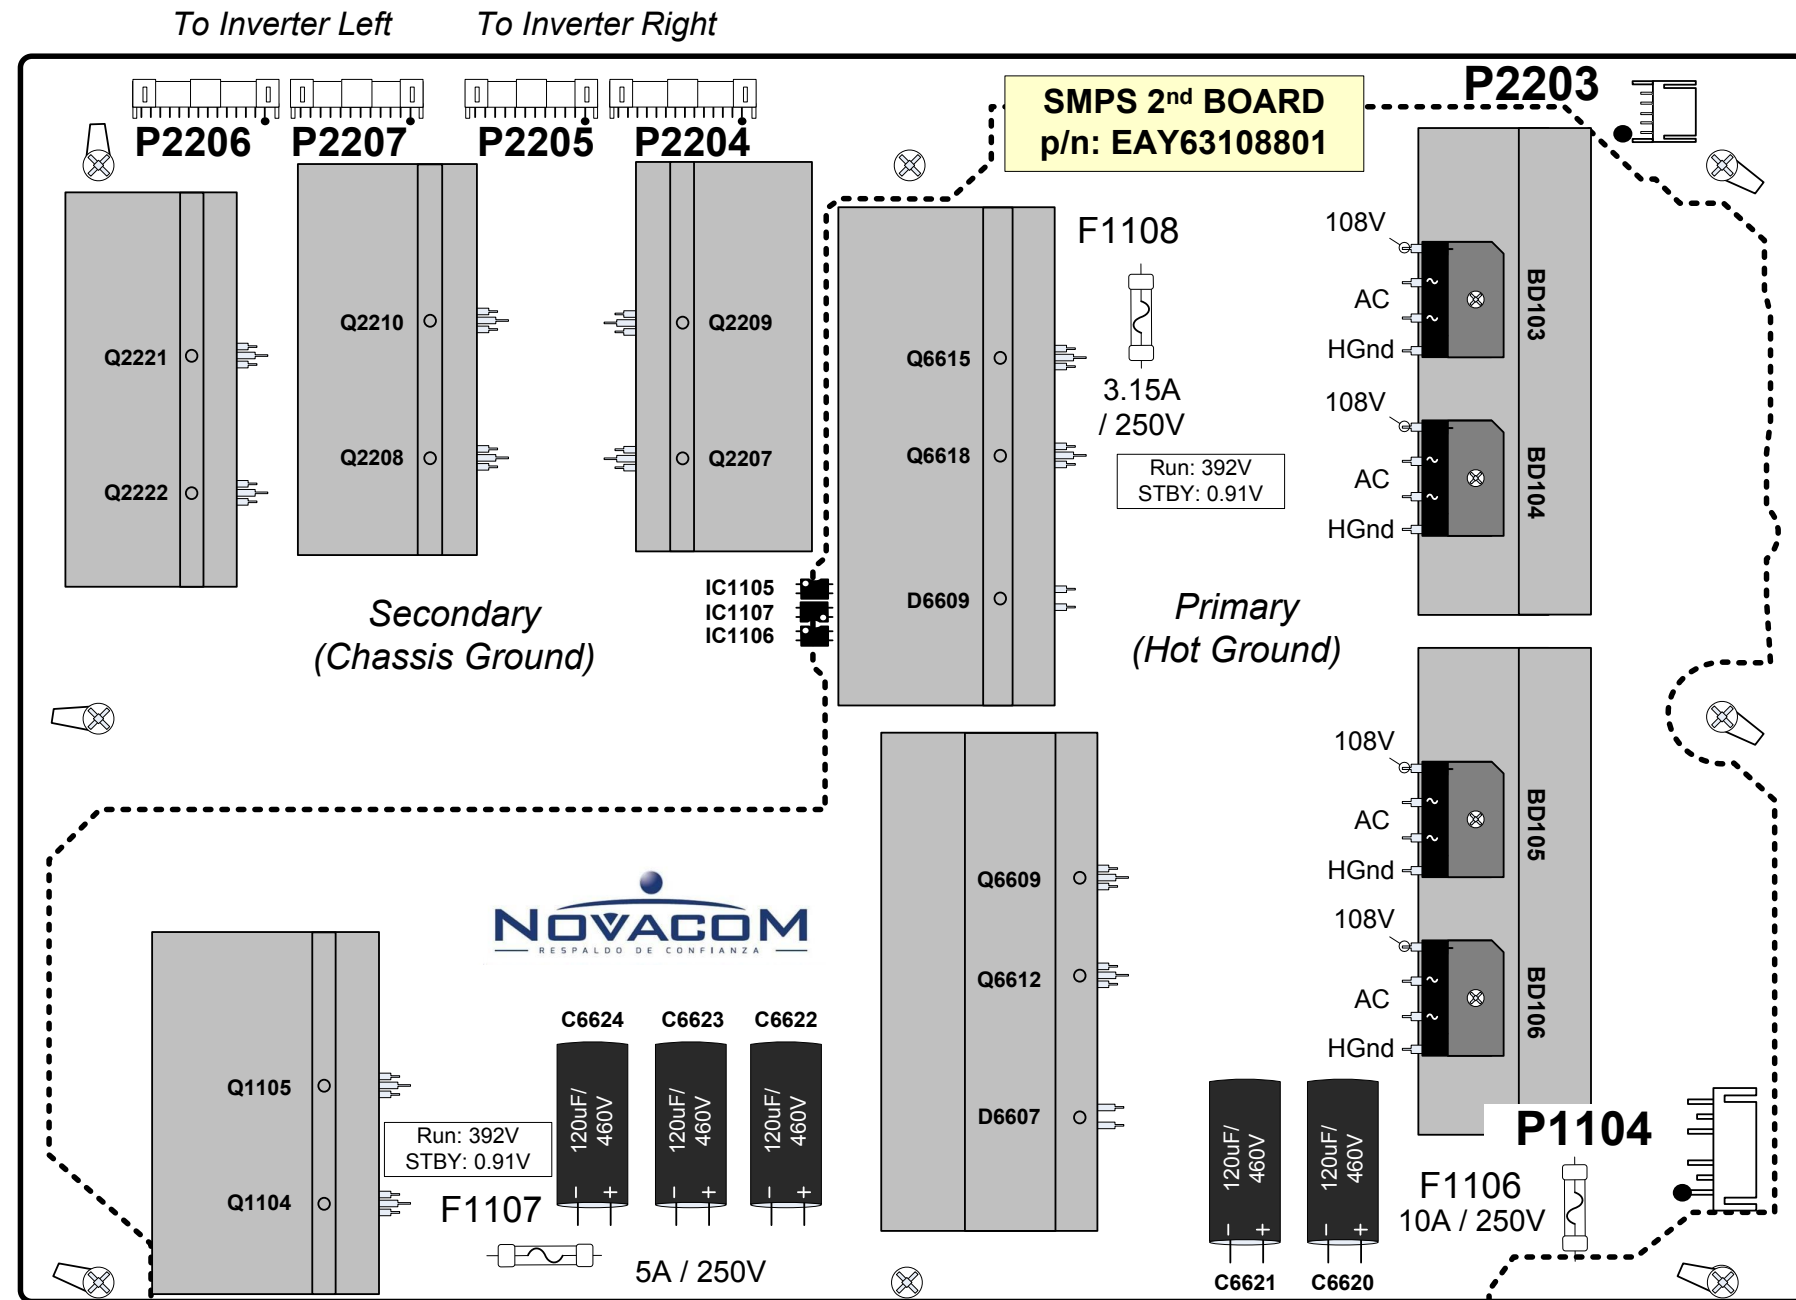 To Inverter Left
To Inverter Right
P2206
P2207
P2205
P2204
SMPS 2nd BOARD
p/n: EAY63108801
P2203
Q2221
Q2222
Q2210
Q2208
Q2209
Q2207
IC1105
IC1107
IC1106
Secondary
(Chassis Ground)
Q6615
Q6618
D6609
F1108
3.15A
/ 250V
Run: 392V
STBY: 0.91V
Primary
(Hot Ground)
108V
AC
HGnd
BD103
108V
AC
HGnd
BD104
108V
AC
HGnd
BD105
108V
AC
HGnd
BD106
NOVACOM
RESPALDO DE CONFIANZA
Q6609
Q6612
D6607
Q1105
Q1104
Run: 392V
STBY: 0.91V
F1107
5A / 250V
C6624
120uF/
460V
- +
C6623
120uF/
460V
- +
C6622
120uF/
460V
- +
120uF/
460V
- +
C6621
120uF/
460V
- +
C6620
P1104
F1106
10A / 250V